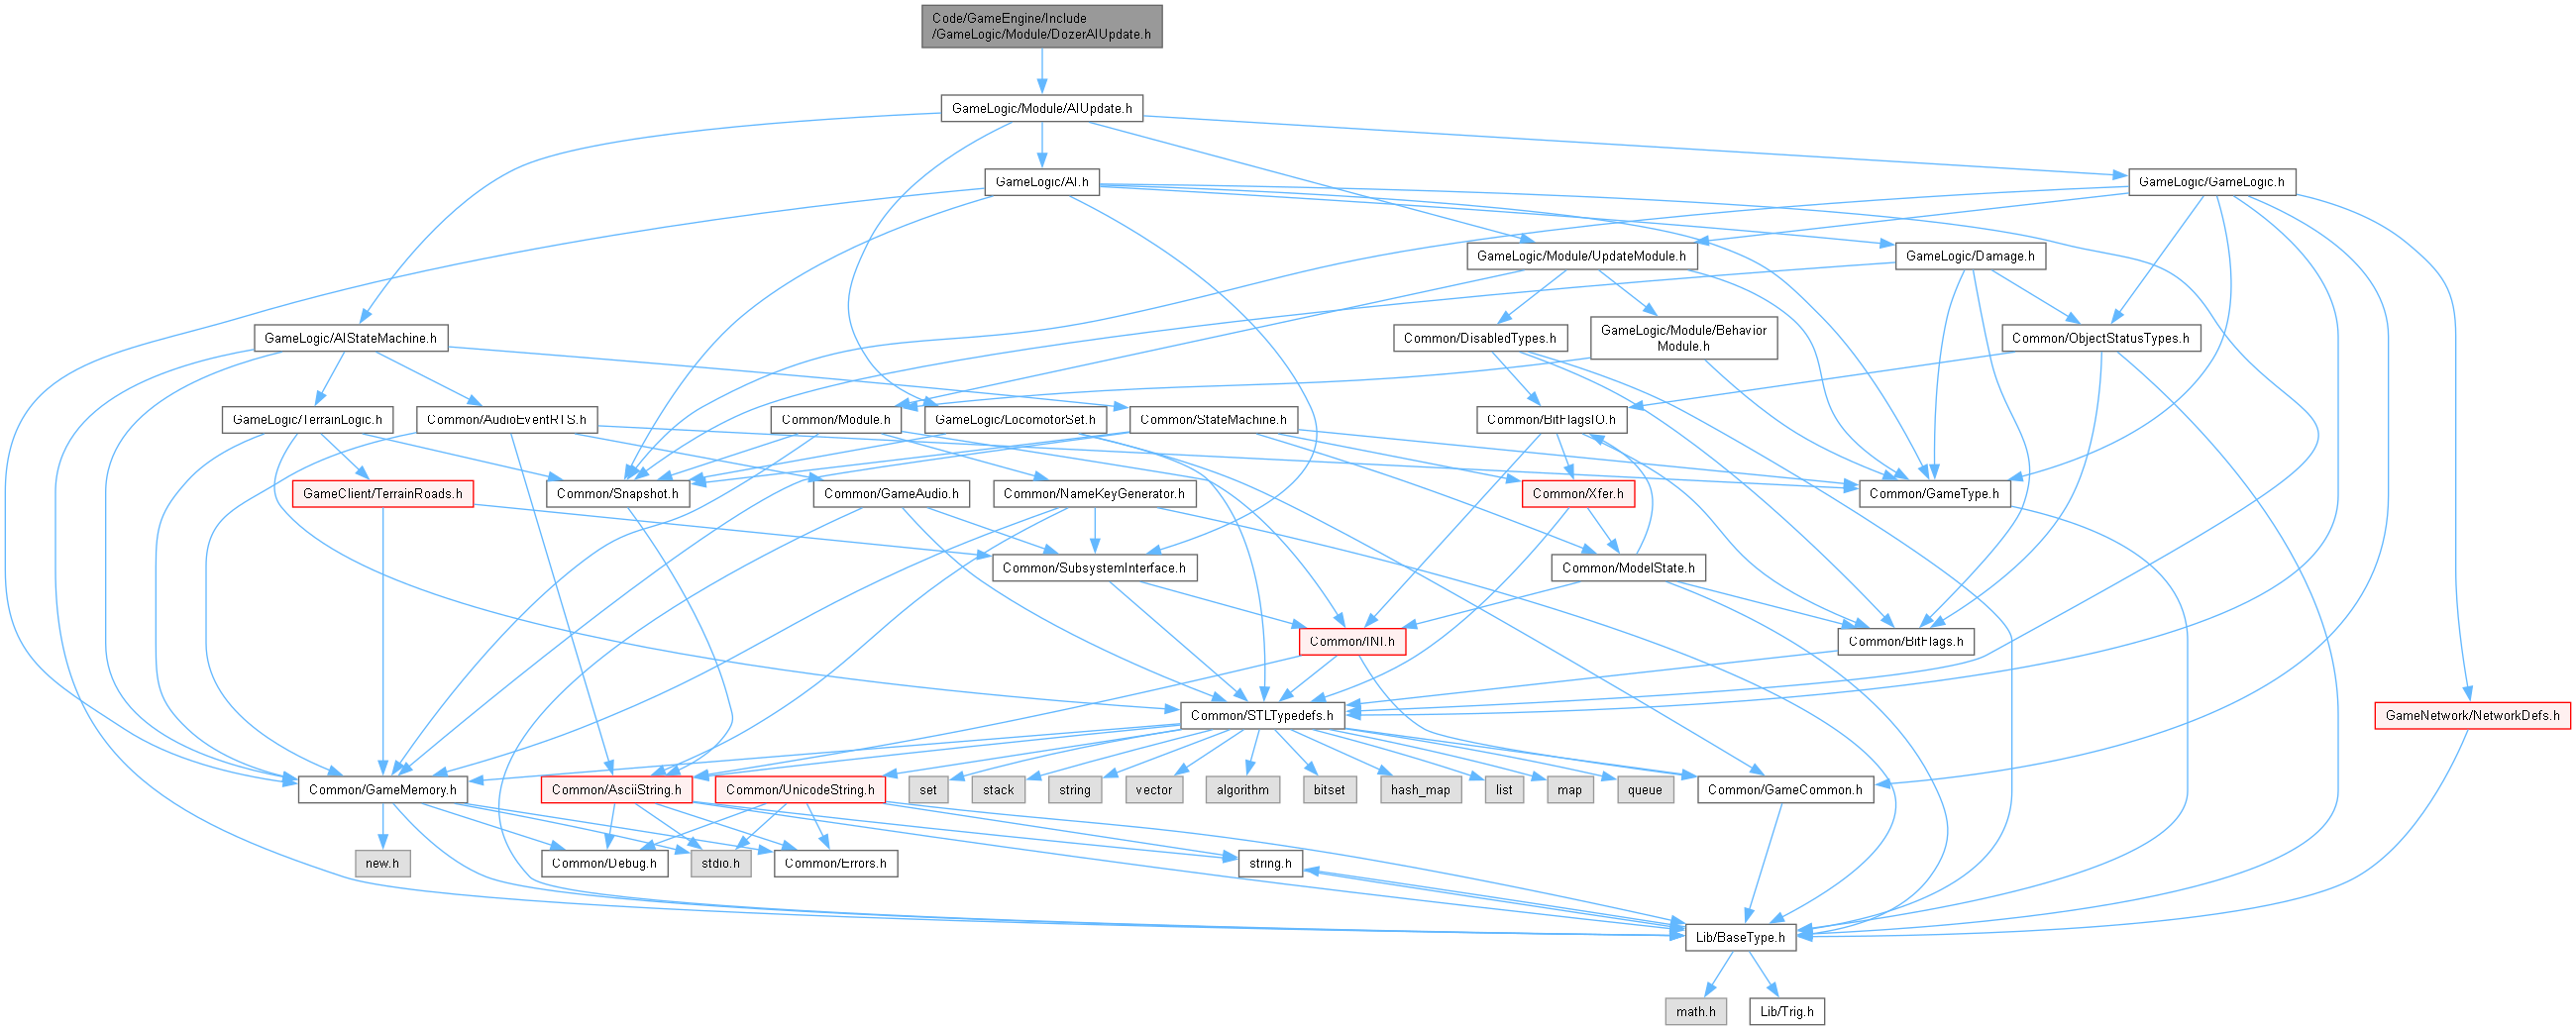 Code/GameEngine/Include
/GameLogic/Module/DozerAIUpdate.h
GameLogic/Module/AIUpdate.h
GameLogic/AI.h
GameLogic/GameLogic.h
GameLogic/Module/UpdateModule.h
GameLogic/Damage.h
GameLogic/AIStateMachine.h
Common/DisabledTypes.h
GameLogic/Module/Behavior
Module.h
Common/ObjectStatusTypes.h
GameLogic/TerrainLogic.h
Common/AudioEventRTS.h
Common/Module.h
GameLogic/LocomotorSet.h
Common/StateMachine.h
Common/BitFlagsIO.h
GameClient/TerrainRoads.h
Common/Snapshot.h
Common/GameAudio.h
Common/NameKeyGenerator.h
Common/Xfer.h
Common/GameType.h
Common/SubsystemInterface.h
Common/ModelState.h
Common/INI.h
Common/BitFlags.h
Common/STLTypedefs.h
GameNetwork/NetworkDefs.h
Common/GameMemory.h
Common/AsciiString.h
Common/UnicodeString.h
set
stack
string
vector
algorithm
bitset
hash_map
list
map
queue
Common/GameCommon.h
new.h
Common/Debug.h
stdio.h
Common/Errors.h
string.h
Lib/BaseType.h
math.h
Lib/Trig.h